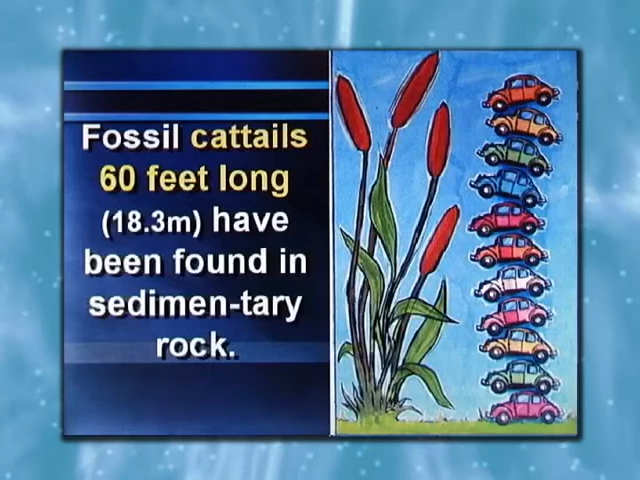 Fossil cattails
60 feet long
(18.3m) have
been found in
sedimen-tary
rock.